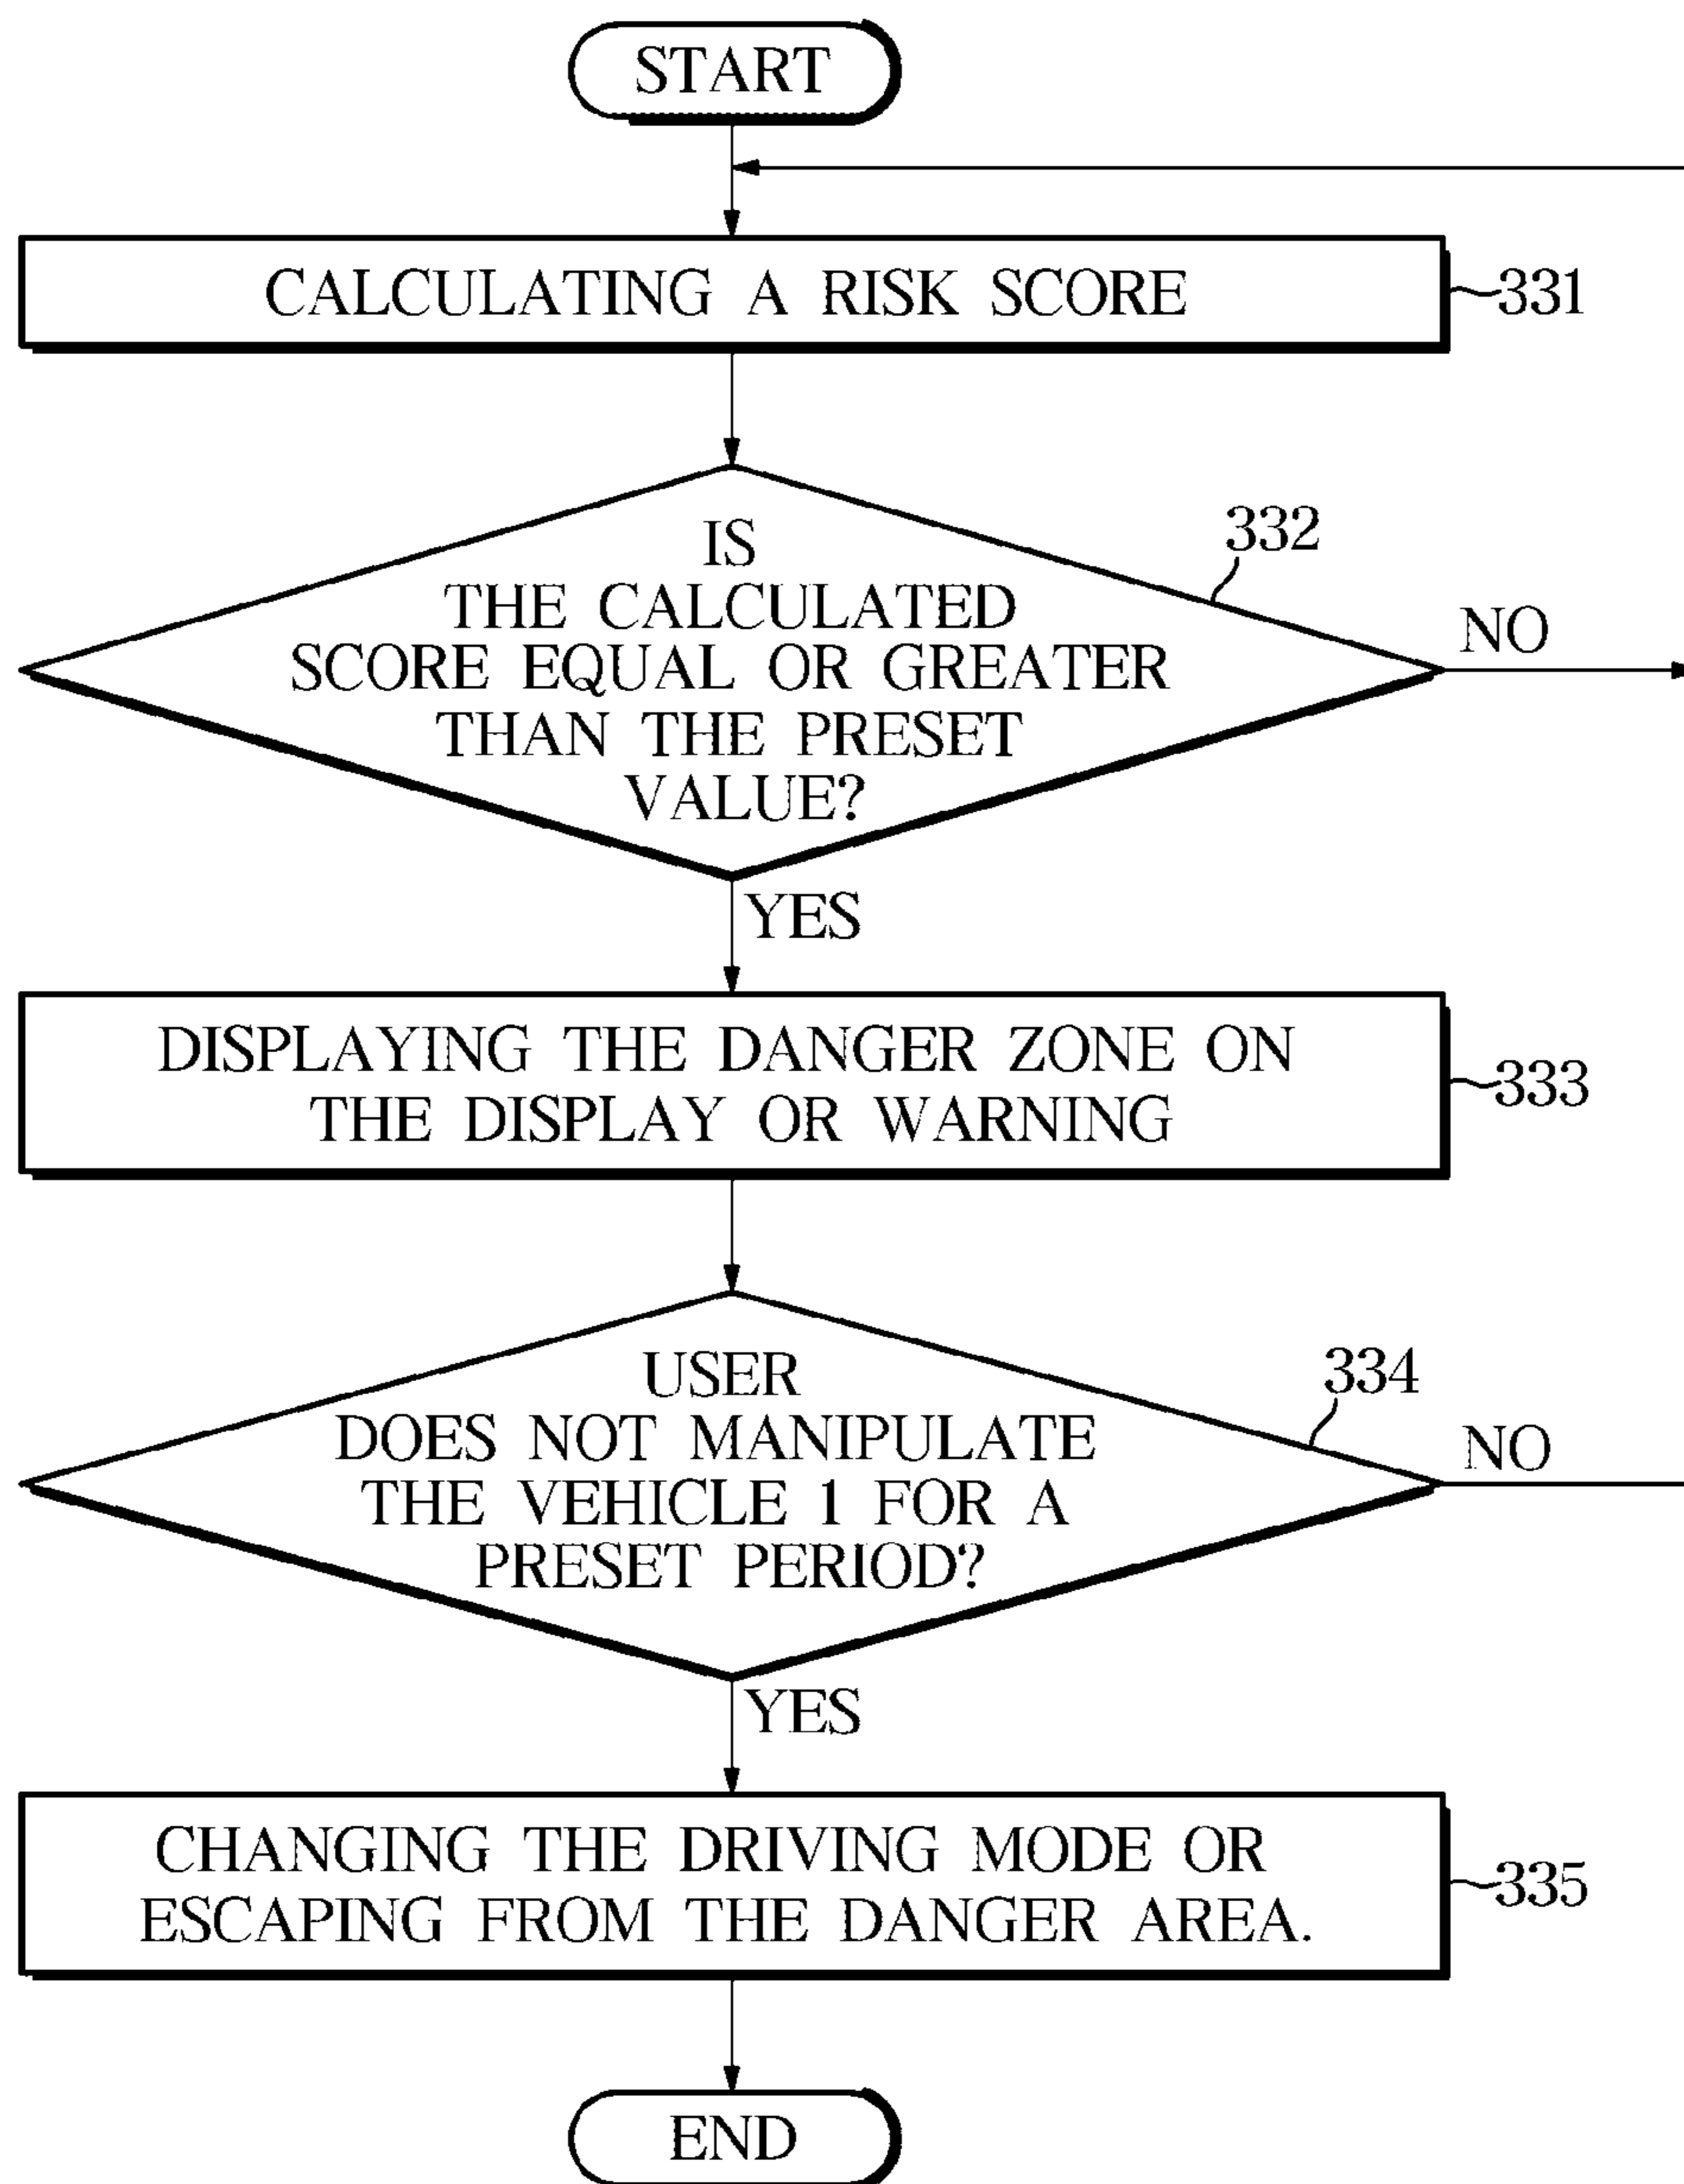 START
CALCULATING A RISK SCORE
331
332
IS
THE CALCULATED
SCORE EQUAL OR GREATER
THAN THE PRESET
VALUE?
NO
YES
DISPLAYING THE DANGER ZONE ON
THE DISPLAY OR WARNING
333
334
USER
DOES NOT MANIPULATE
THE VEHICLE 1 FOR A
PRESET PERIOD?
NO
YES
CHANGING THE DRIVING MODE OR
ESCAPING FROM THE DANGER AREA.
335
END